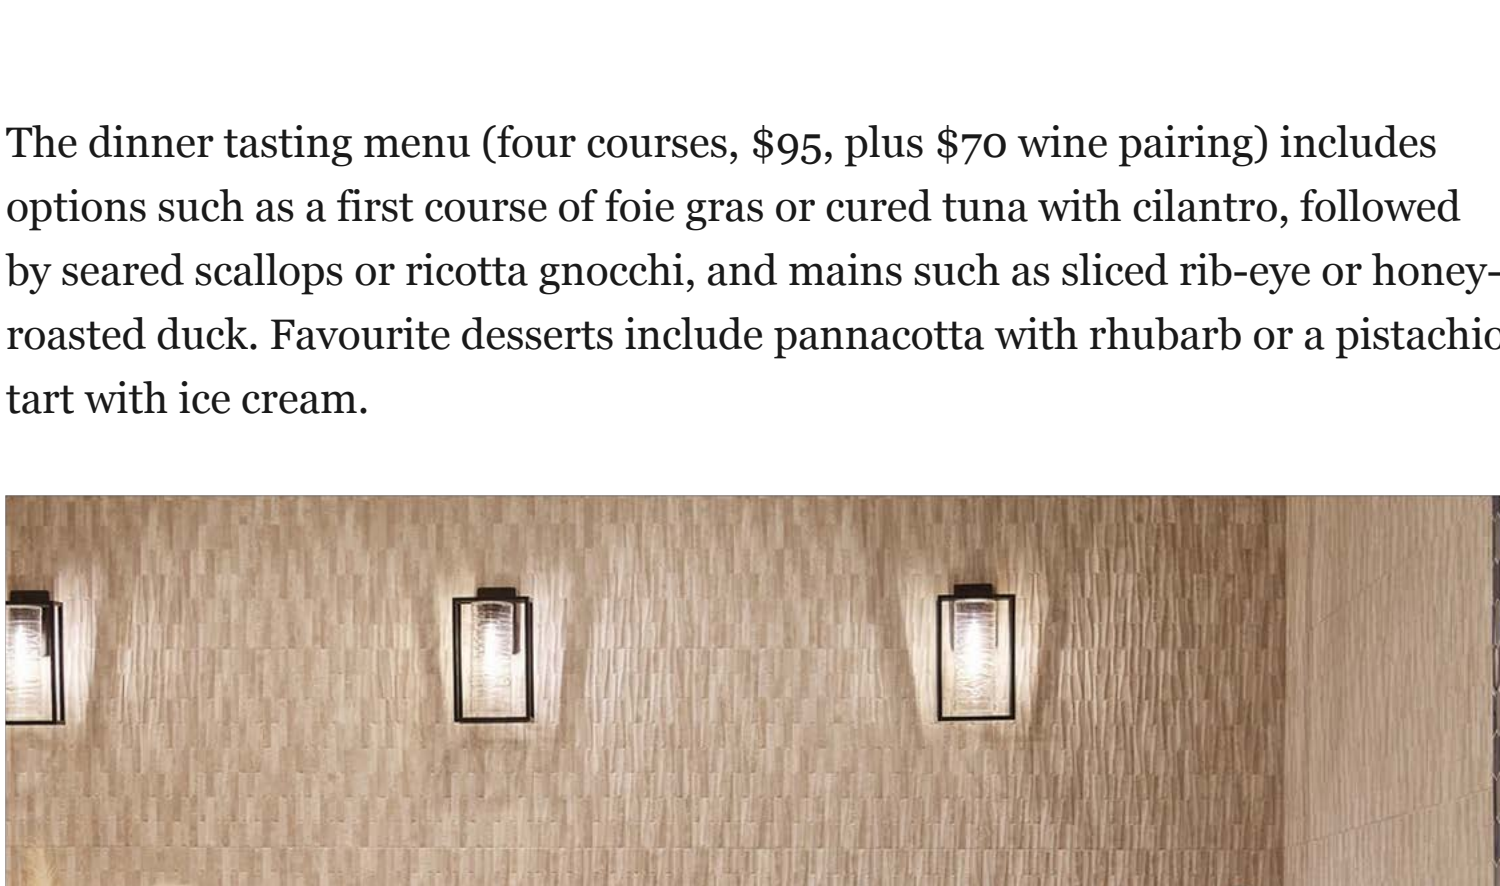 The dinner tasting menu (four courses, $95, plus $70 wine pairing) includes
options such as a first course of foie gras or cured tuna with cilantro, followed
by seared scallops or ricotta gnocchi, and mains such as sliced rib-eye or honey-
roasted duck. Favourite desserts include pannacotta with rhubarb or a pistachio
tart with ice cream.